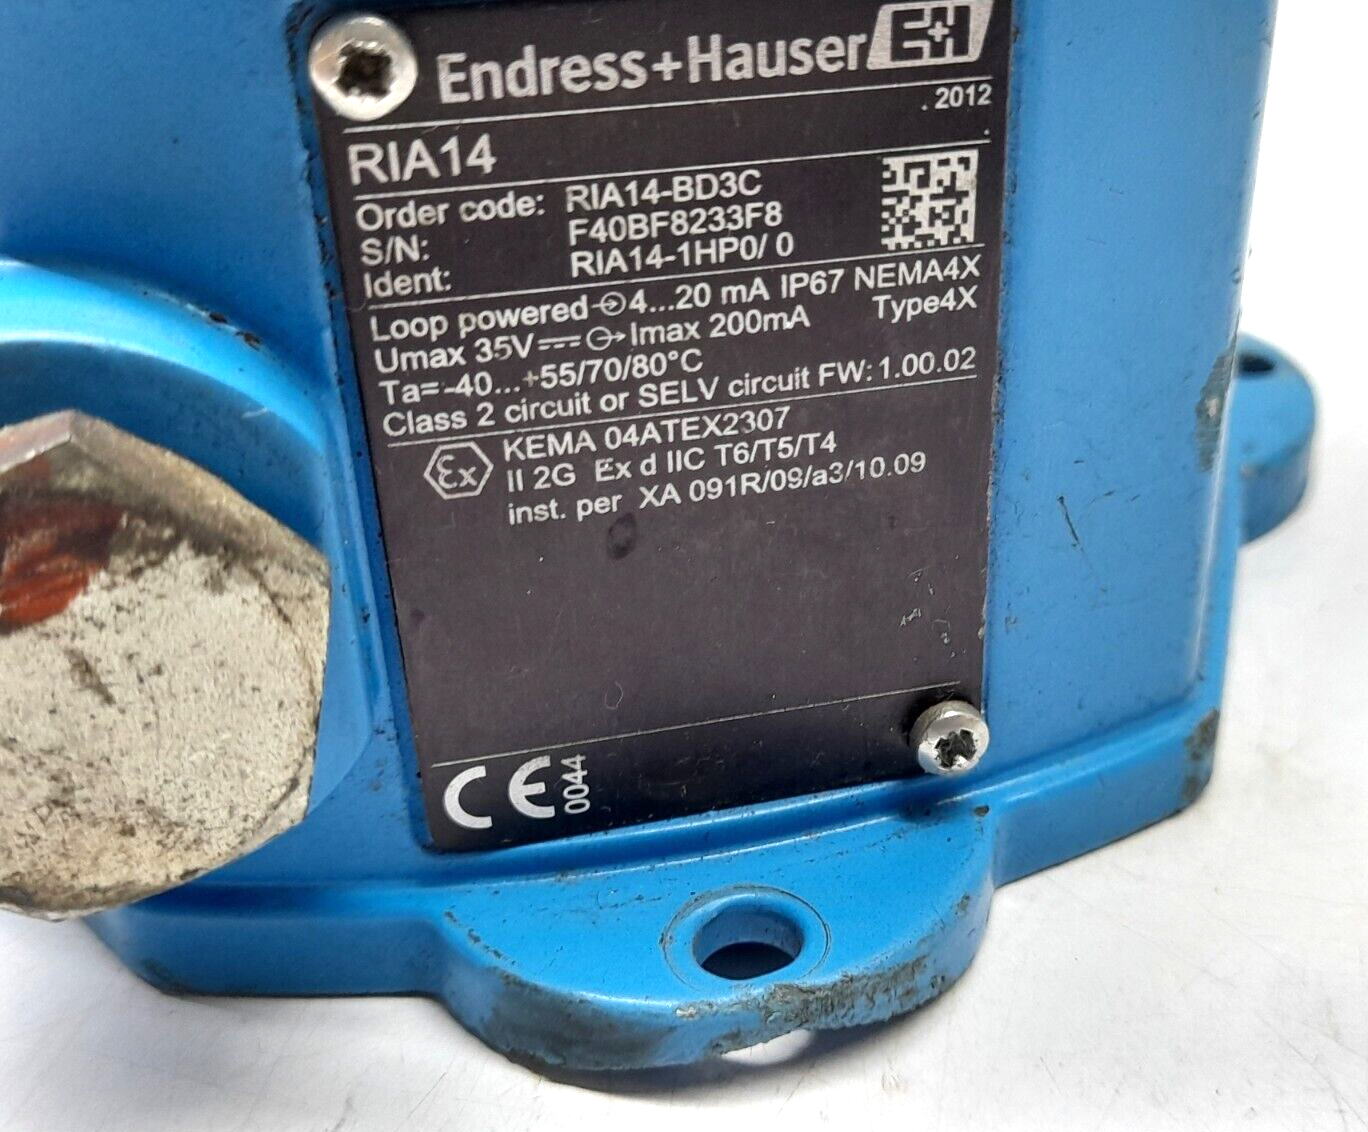 Endress+Hauser E+H
. 2012
.
RIA14
Order code: RIA14-BD3C
S/N: F40BF8233F8
Ident: RIA14-1HP0/ 0
Loop powered 4...20 mA IP67 NEMA4X
Umax 35V Imax 200mA Type4X
Ta=-40...+55/70/80°C
Class 2 circuit or SELV circuit FW: 1.00.02
Ex KEMA 04ATEX2307
II 2G Ex d IIC T6/T5/T4
inst. per XA 091R/09/a3/10.09
CE 0044